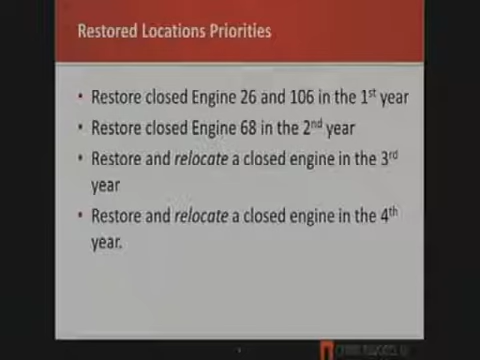 Restored Locations Priorities
• Restore closed Engine 26 and 106 in the 1st year
• Restore closed Engine 68 in the 2nd year
• Restore and relocate a closed engine in the 3rd
year
• Restore and relocate a closed engine in the 4th
year.